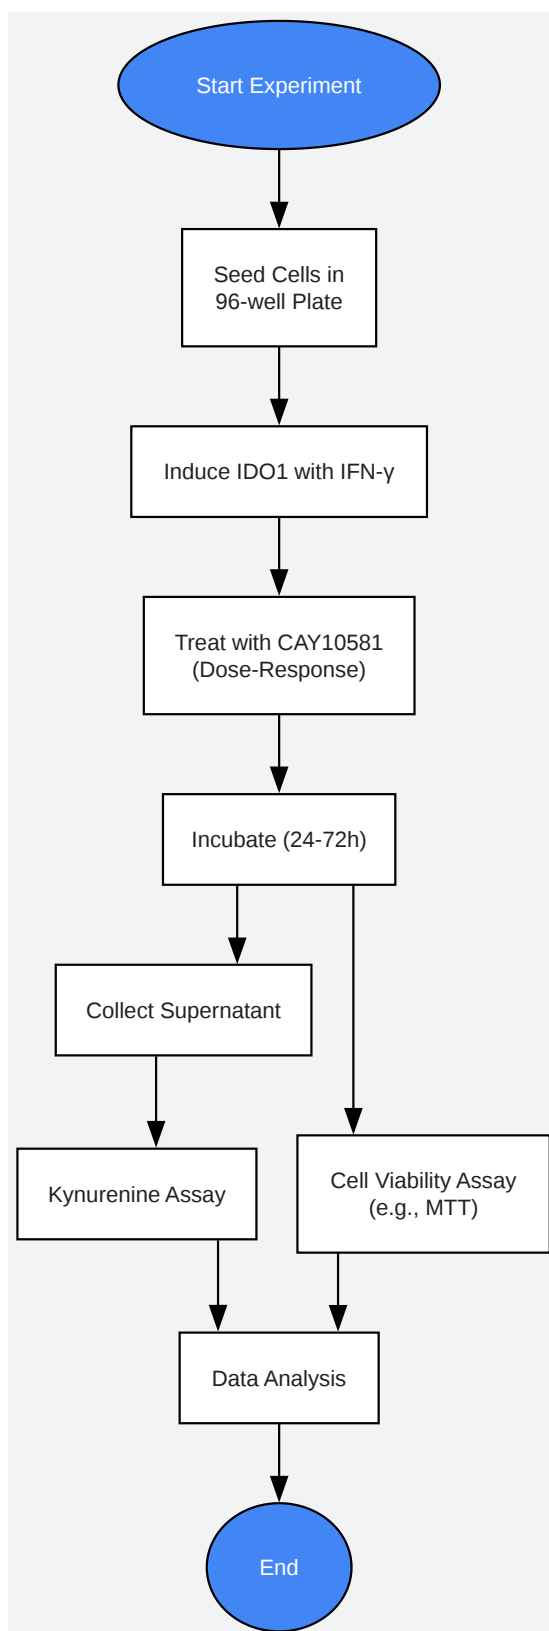 Start Experiment
Seed Cells in
96-well Plate
Induce IDO1 with IFN-γ
Treat with CAY10581
(Dose-Response)
Incubate (24-72h)
Collect Supernatant
Kynurenine Assay
Cell Viability Assay
(e.g., MTT)
Data Analysis
End